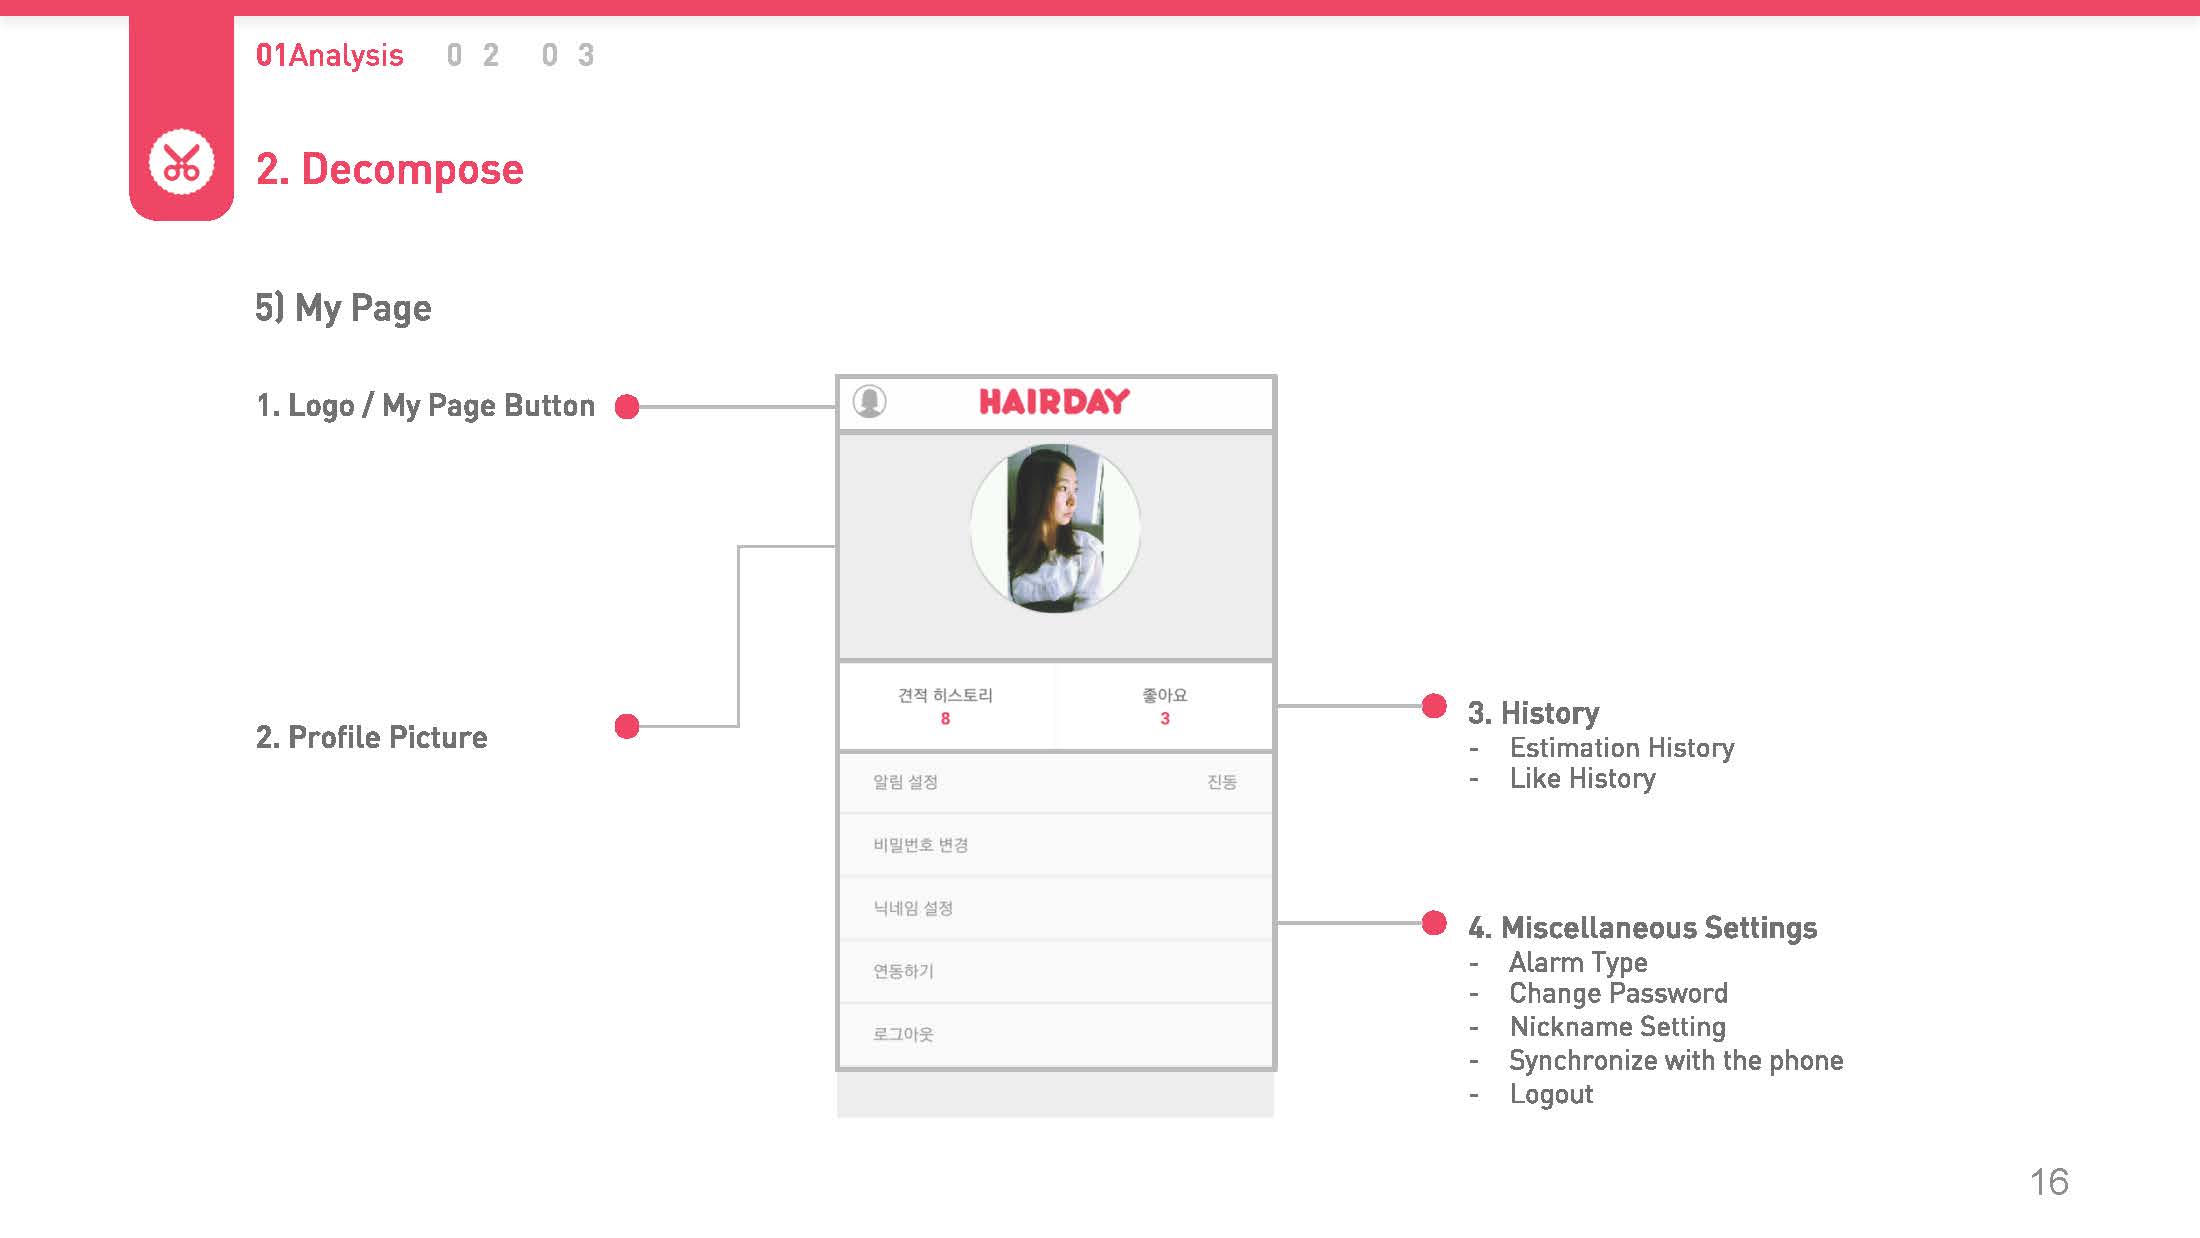 01Analysis 0 2 0 3
2. Decompose
5) My Page
1. Logo / My Page Button
2. Profile Picture
HAIRDAY
견적 히스토리 좋아요
8 3
알림 설정 진동
비밀번호 변경
닉네임 설정
연동하기
로그아웃
3. History
- Estimation History
- Like History
4. Miscellaneous Settings
- Alarm Type
- Change Password
- Nickname Setting
- Synchronize with the phone
- Logout
16